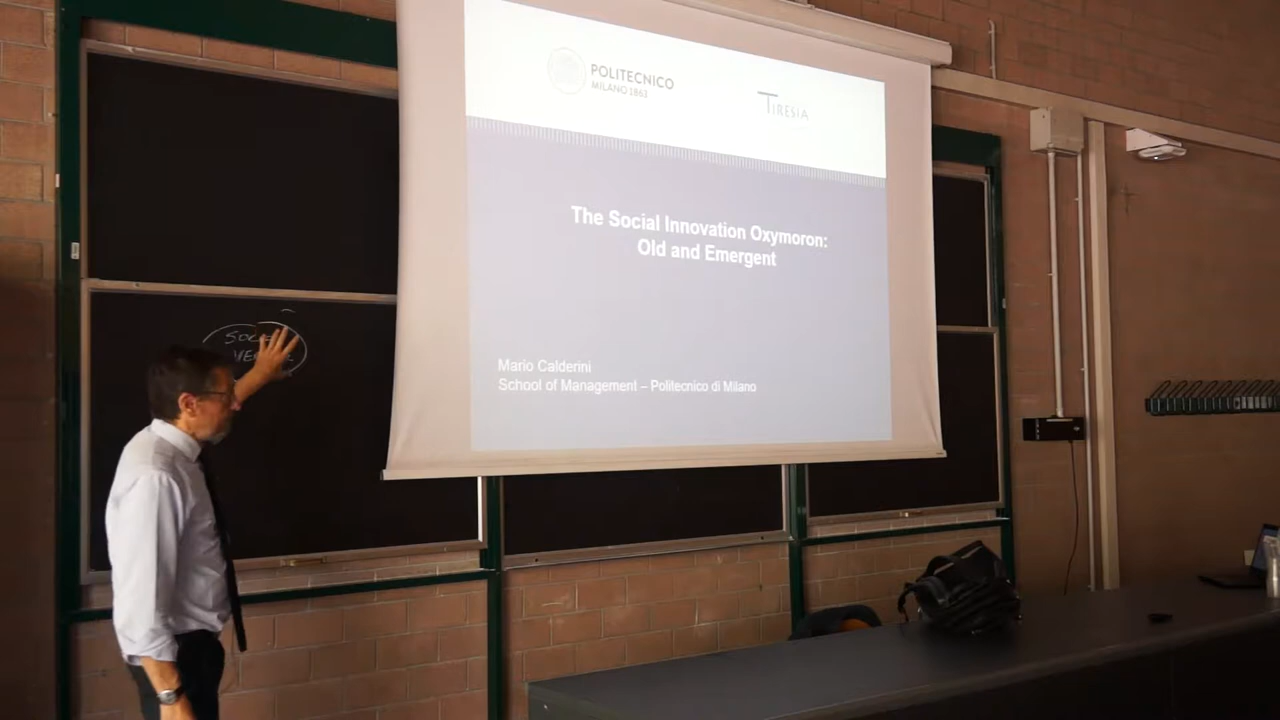 POLITECNICO
MILANO 1863
TIRESIA
The Social Innovation Oxymoron:
Old and Emergent
Mario Calderini
School of Management – Politecnico di Milano